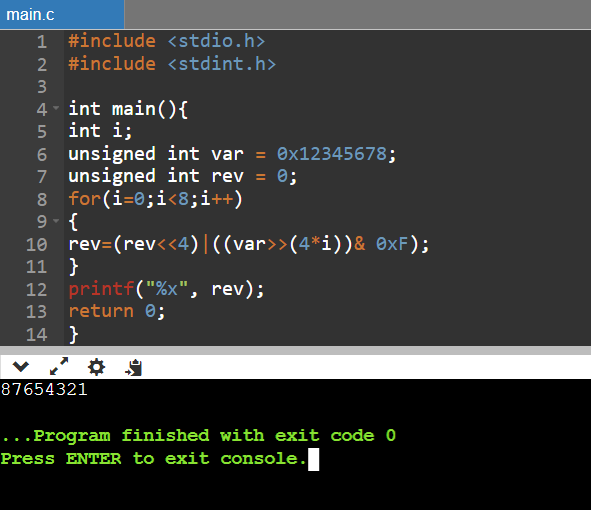 main.c
1 #include <stdio.h>
2 #include <stdint.h>
3
4 int main(){
5 int i;
6 unsigned int var = 0x12345678;
7 unsigned int rev = 0;
8 for(i=0;i<8;i++)
9 {
10 rev=(rev<<4)|((var>>(4*i))& 0xF);
11 }
12 printf("%x", rev);
13 return 0;
14 }
87654321
...Program finished with exit code 0
Press ENTER to exit console.